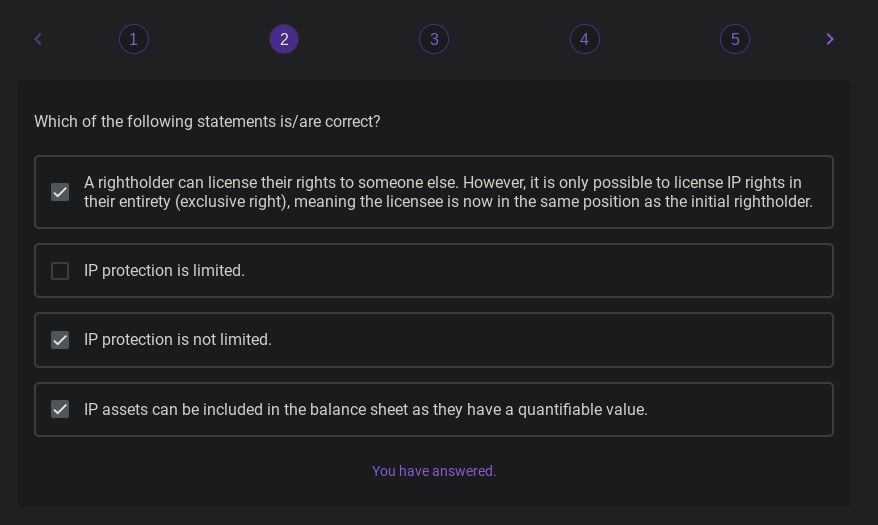 1 2 3 4 5
Which of the following statements is/are correct?
A rightholder can license their rights to someone else. However, it is only possible to license IP rights in
their entirety (exclusive right), meaning the licensee is now in the same position as the initial rightholder.
IP protection is limited.
IP protection is not limited.
IP assets can be included in the balance sheet as they have a quantifiable value.
You have answered.